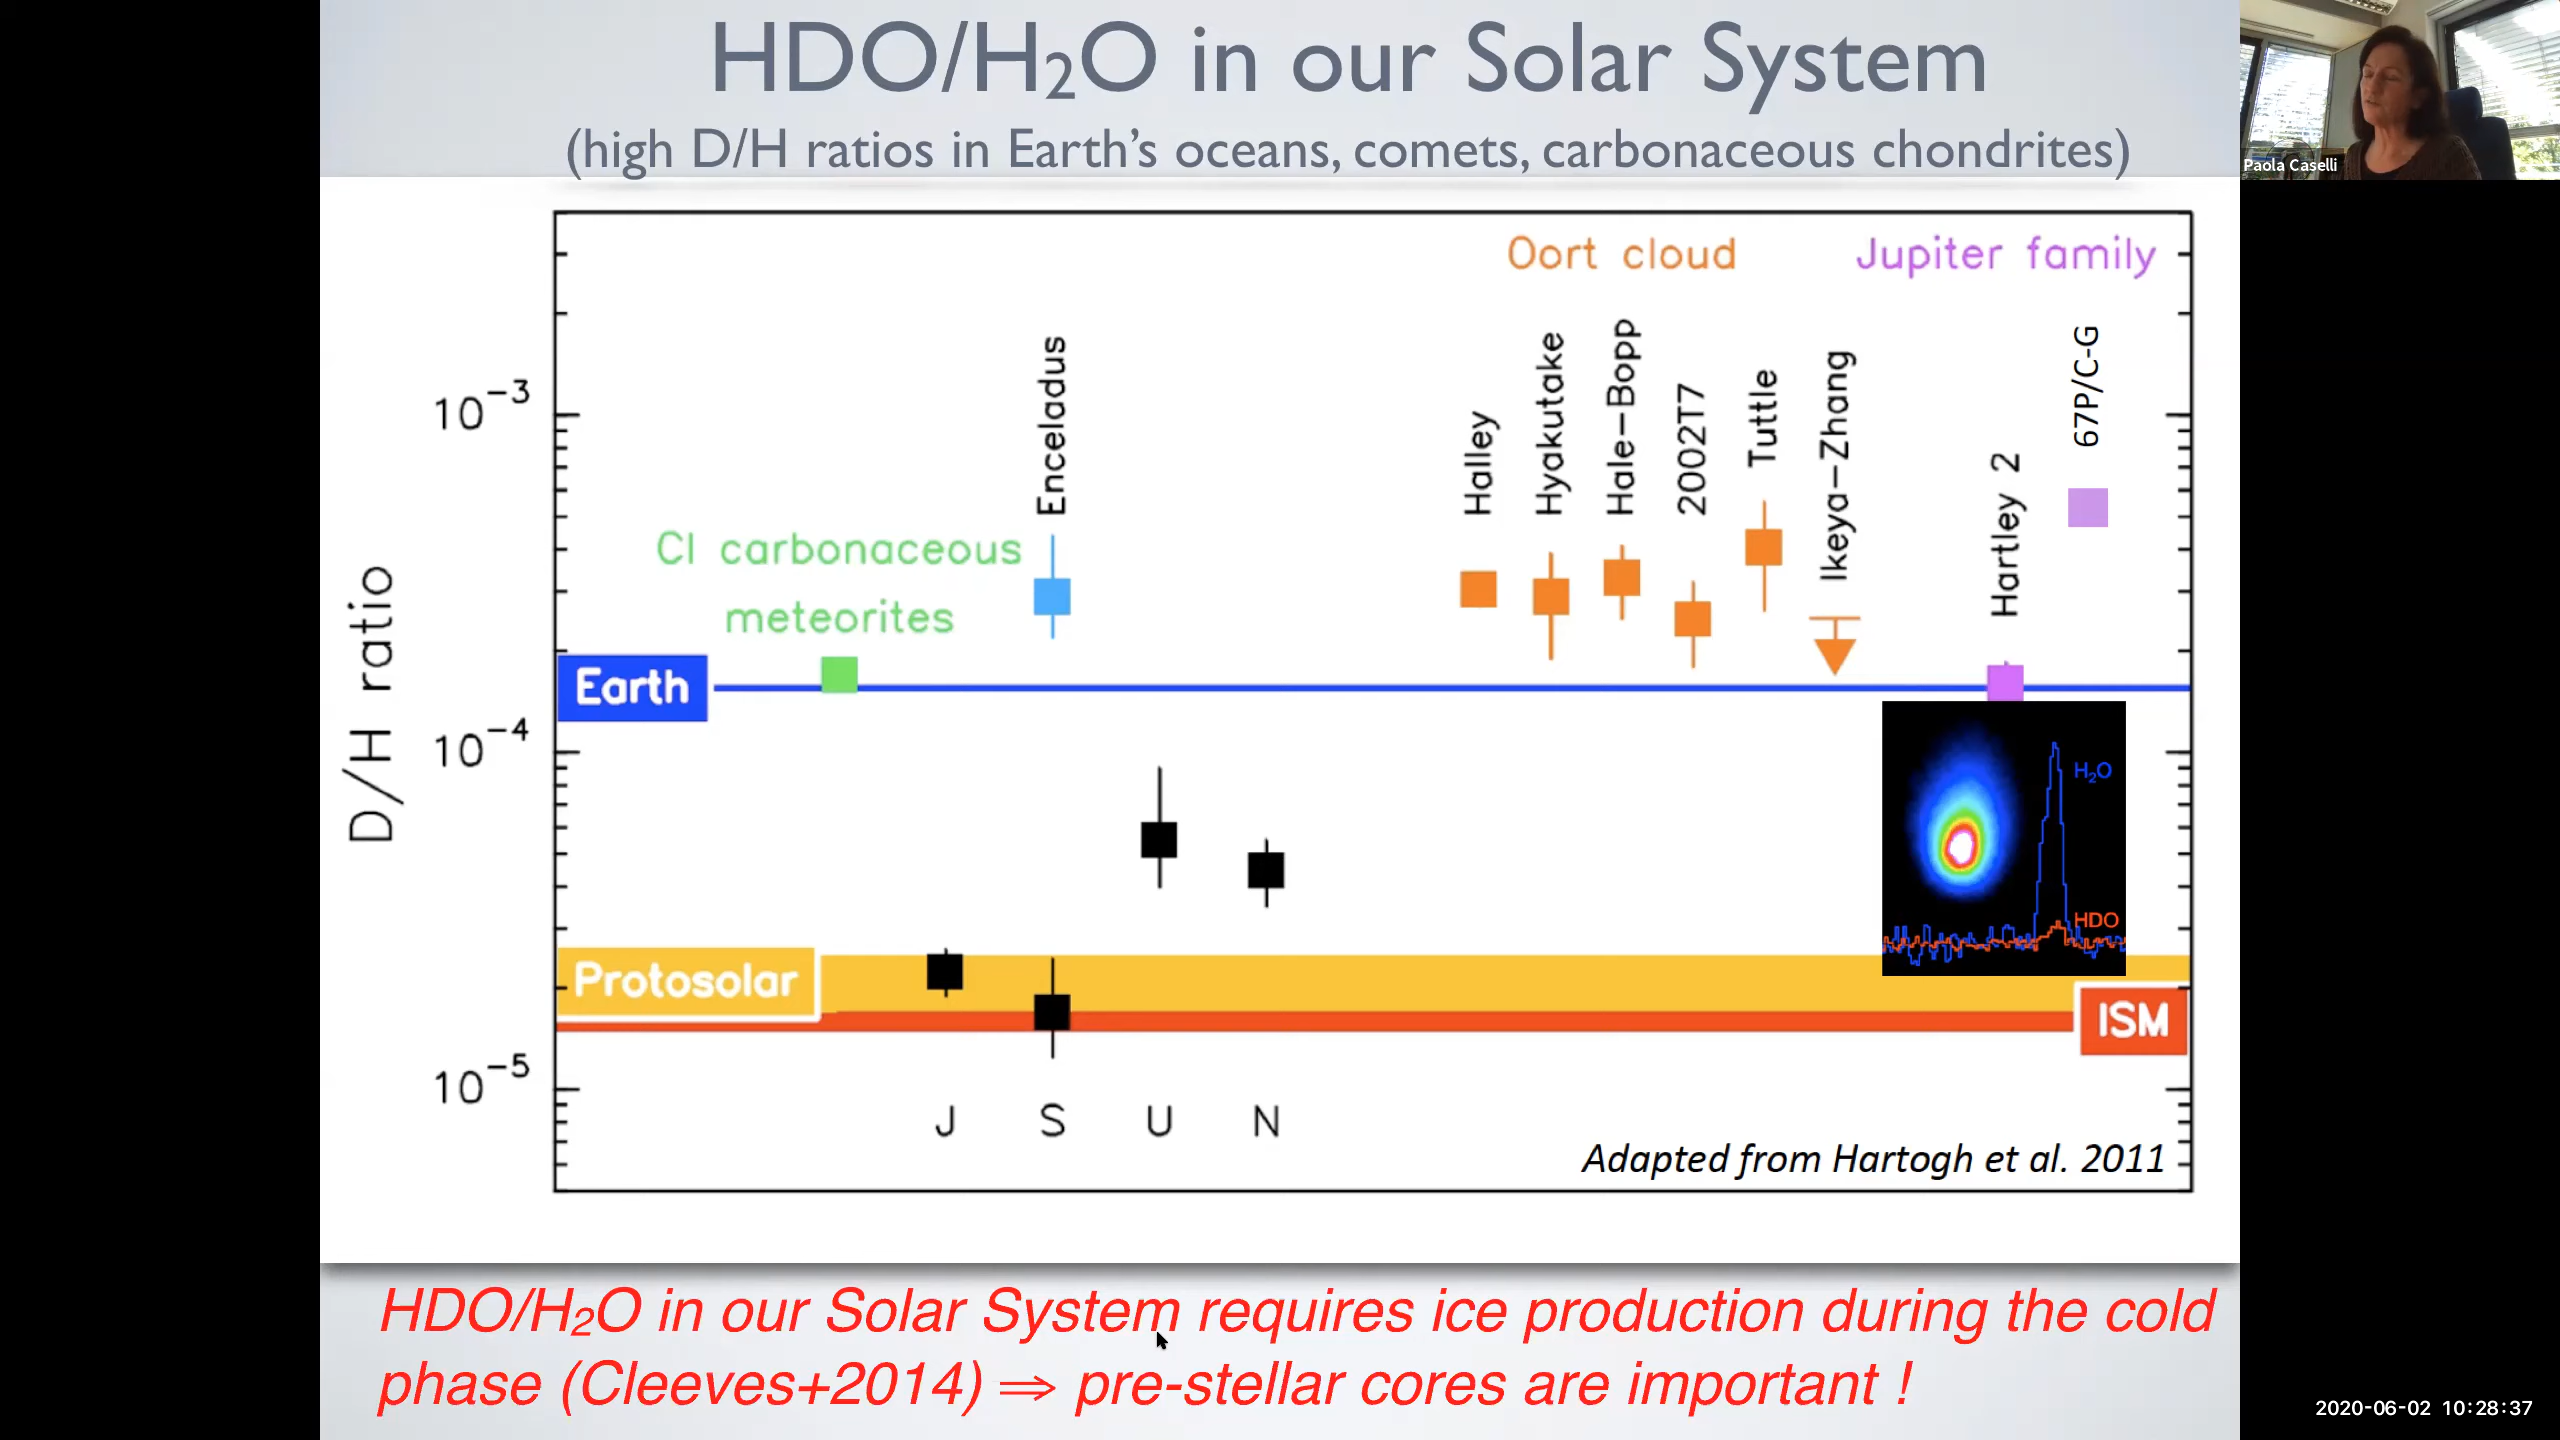 HDO/H₂O in our Solar System
(high D/H ratios in Earth's oceans, comets, carbonaceous chondrites)
Paola Caselli
Oort cloud
Jupiter family
D/H ratio
10⁻³
10⁻⁴
10⁻⁵
CI carbonaceous
meteorites
Enceladus
Halley
Hyakutake
Hale-Bopp
2002T7
Tuttle
Ikeya-Zhang
Hartley 2
67P/C-G
Earth
H₂O
HDO
Protosolar
ISM
J S U N
Adapted from Hartogh et al. 2011
HDO/H₂O in our Solar System requires ice production during the cold
phase (Cleeves+2014) ⇒ pre-stellar cores are important !
2020-06-02 10:28:37